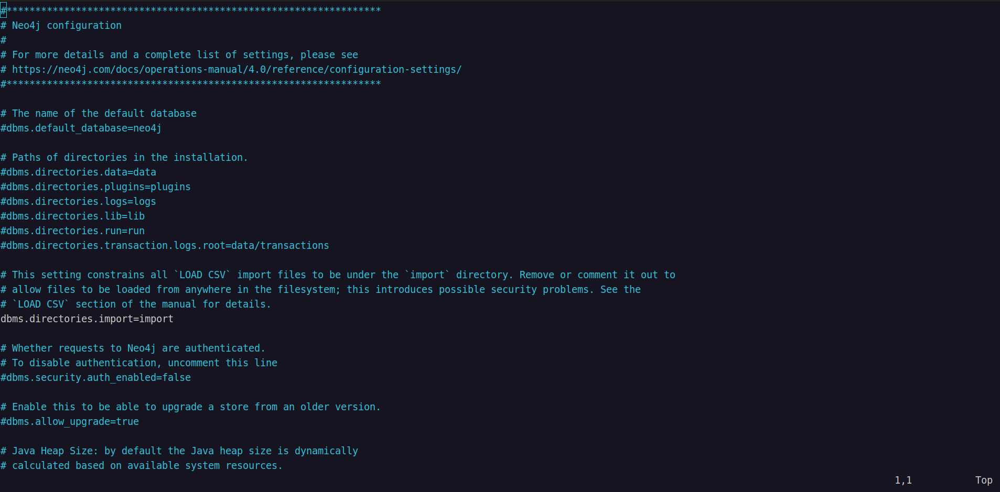 #*****************************************************************
# Neo4j configuration
#
# For more details and a complete list of settings, please see
# https://neo4j.com/docs/operations-manual/4.0/reference/configuration-settings/
#*****************************************************************
# The name of the default database
#dbms.default_database=neo4j
# Paths of directories in the installation.
#dbms.directories.data=data
#dbms.directories.plugins=plugins
#dbms.directories.logs=logs
#dbms.directories.lib=lib
#dbms.directories.run=run
#dbms.directories.transaction.logs.root=data/transactions
# This setting constrains all `LOAD CSV` import files to be under the `import` directory. Remove or comment it out to
# allow files to be loaded from anywhere in the filesystem; this introduces possible security problems. See the
# `LOAD CSV` section of the manual for details.
dbms.directories.import=import
# Whether requests to Neo4j are authenticated.
# To disable authentication, uncomment this line
#dbms.security.auth_enabled=false
# Enable this to be able to upgrade a store from an older version.
#dbms.allow_upgrade=true
# Java Heap Size: by default the Java heap size is dynamically
# calculated based on available system resources.
1,1 Top